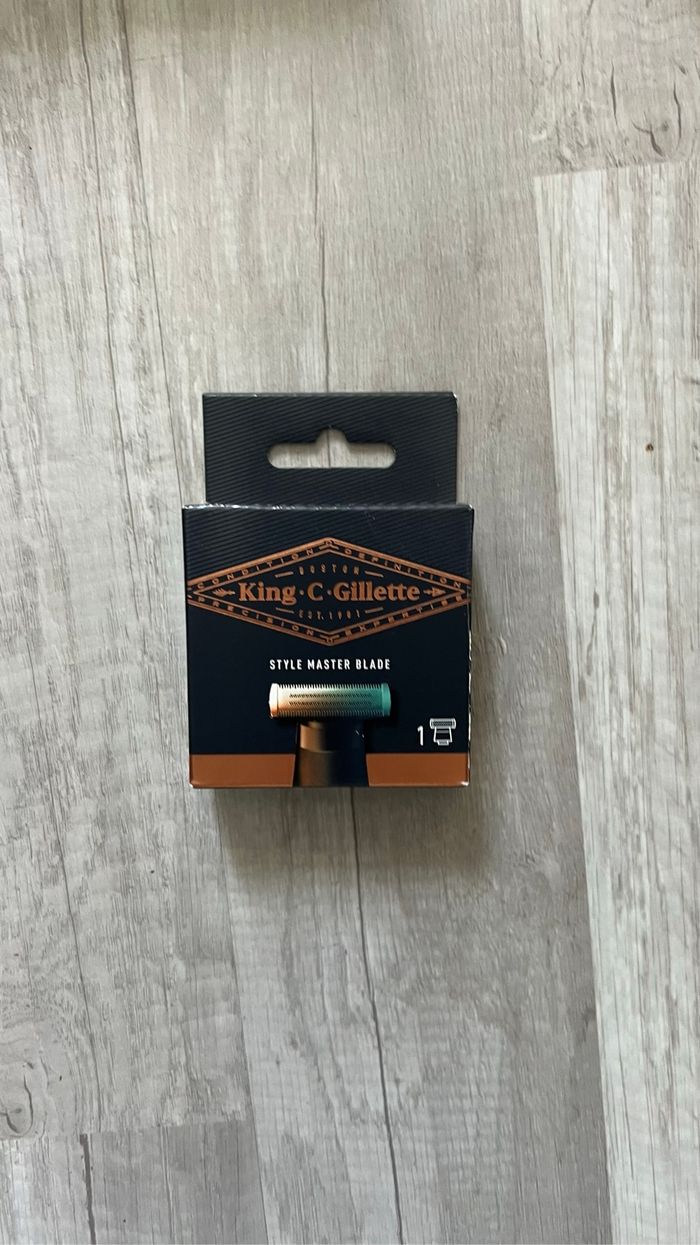 CONDITION DEFINITION
BOSTON
King·C·Gillette
EST. 1901
PRECISION EXPERTISE
STYLE MASTER BLADE
1